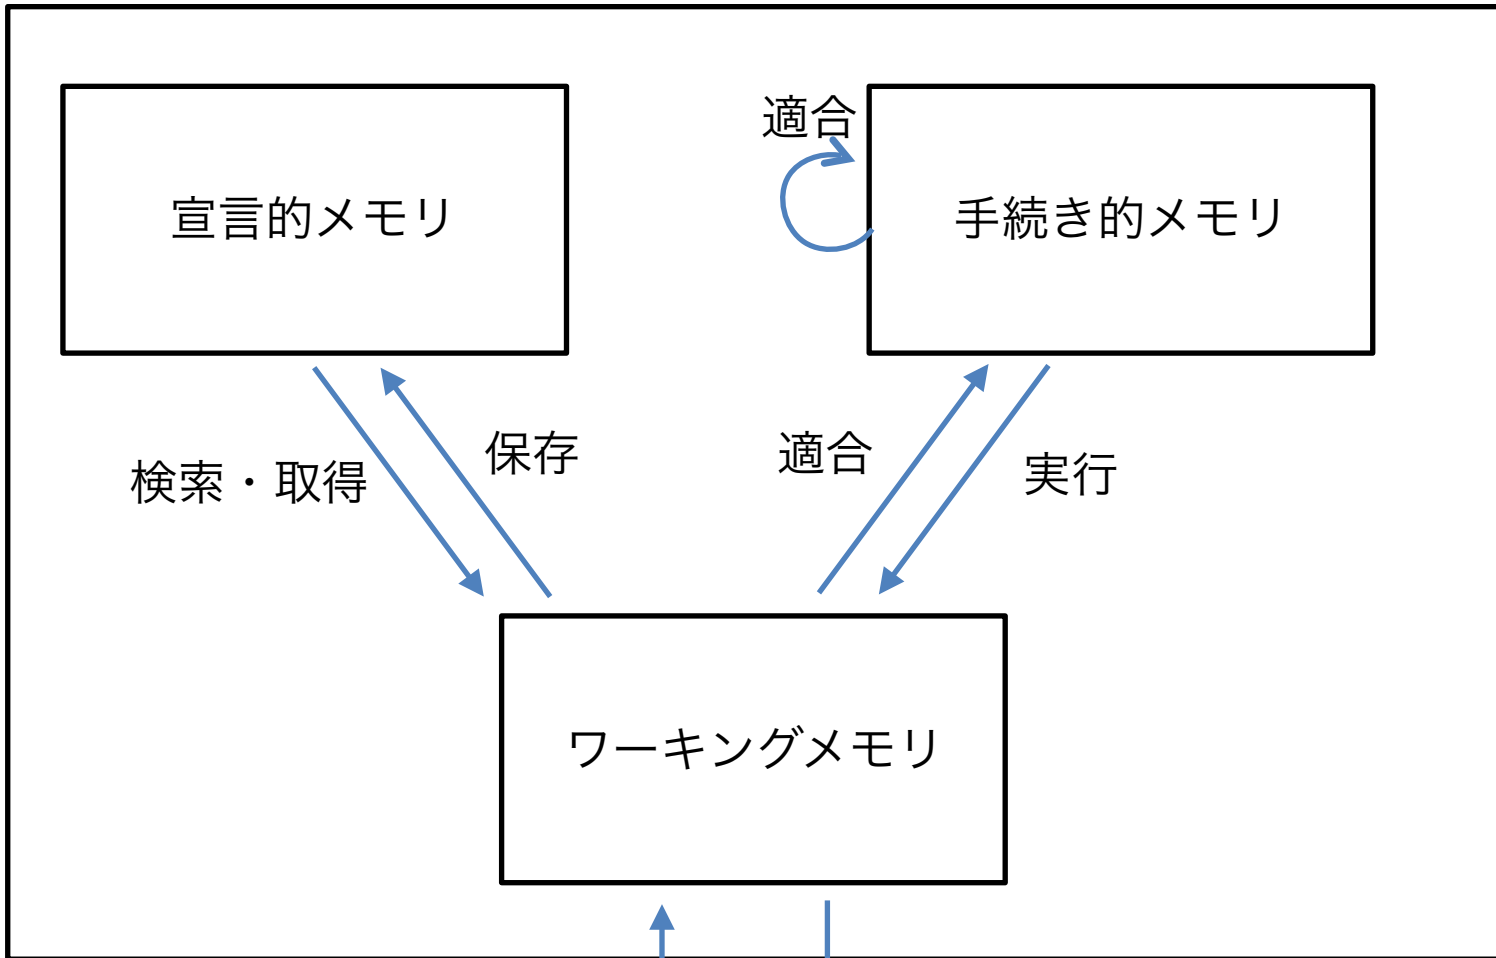 適合
宣言的メモリ
手続き的メモリ
検索・取得
保存
適合
実行
ワーキングメモリ